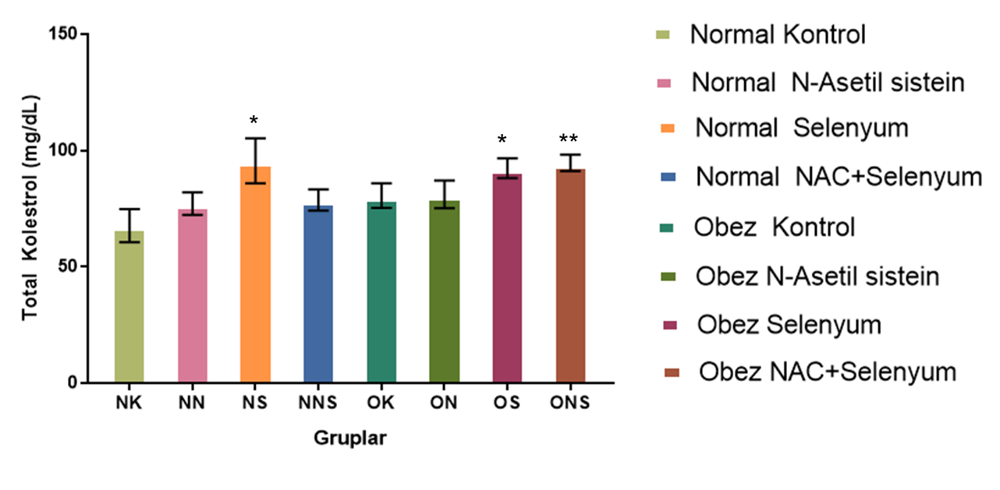 150
100
50
0
Total Kolestrol (mg/dL)
*
*
**
NK NN NS NNS OK ON OS ONS
Gruplar
Normal Kontrol
Normal N-Asetil sistein
Normal Selenyum
Normal NAC+Selenyum
Obez Kontrol
Obez N-Asetil sistein
Obez Selenyum
Obez NAC+Selenyum